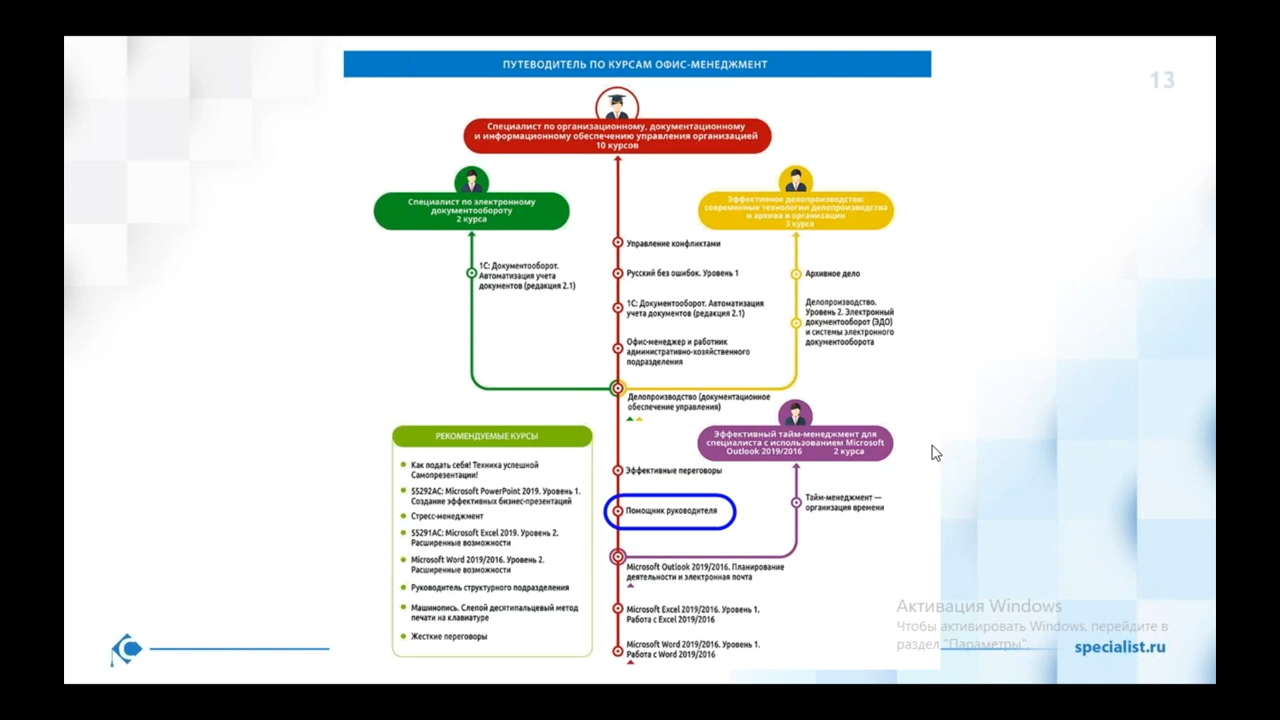 ПУТЕВОДИТЕЛЬ ПО КУРСАМ ОФИС-МЕНЕДЖМЕНТ
13
Специалист по организационному, документационному
и информационному обеспечению управления организацией
10 курсов
Специалист по электронному
документообороту
2 курса
Эффективное делопроизводство:
современные технологии делопроизводства
и архива в организации
3 курса
Управление конфликтами
1С: Документооборот.
Автоматизация учета
документов (редакция 2.1)
Русский без ошибок. Уровень 1
Архивное дело
1С: Документооборот. Автоматизация
учета документов (редакция 2.1)
Делопроизводство.
Уровень 2. Электронный
документооборот (ЭДО)
и системы электронного
документооборота
Офис-менеджер и работник
административно-хозяйственного
подразделения
Делопроизводство (документационное
обеспечение управления)
РЕКОМЕНДУЕМЫЕ КУРСЫ
Как подать себя! Техника успешной
Самопрезентации!
55292AC: Microsoft PowerPoint 2019. Уровень 1.
Создание эффективных бизнес-презентаций
Стресс-менеджмент
55291AC: Microsoft Excel 2019. Уровень 2.
Расширенные возможности
Microsoft Word 2019/2016. Уровень 2.
Расширенные возможности
Руководитель структурного подразделения
Машинопись. Слепой десятипальцевый метод
печати на клавиатуре
Жесткие переговоры
Эффективный тайм-менеджмент для
специалиста с использованием Microsoft
Outlook 2019/2016 2 курса
Эффективные переговоры
Помощник руководителя
Тайм-менеджмент —
организация времени
Microsoft Outlook 2019/2016. Планирование
деятельности и электронная почта
Microsoft Excel 2019/2016. Уровень 1.
Работа с Excel 2019/2016
Microsoft Word 2019/2016. Уровень 1.
Работа с Word 2019/2016
Активация Windows
Чтобы активировать Windows, перейдите в
раздел "Параметры".
specialist.ru